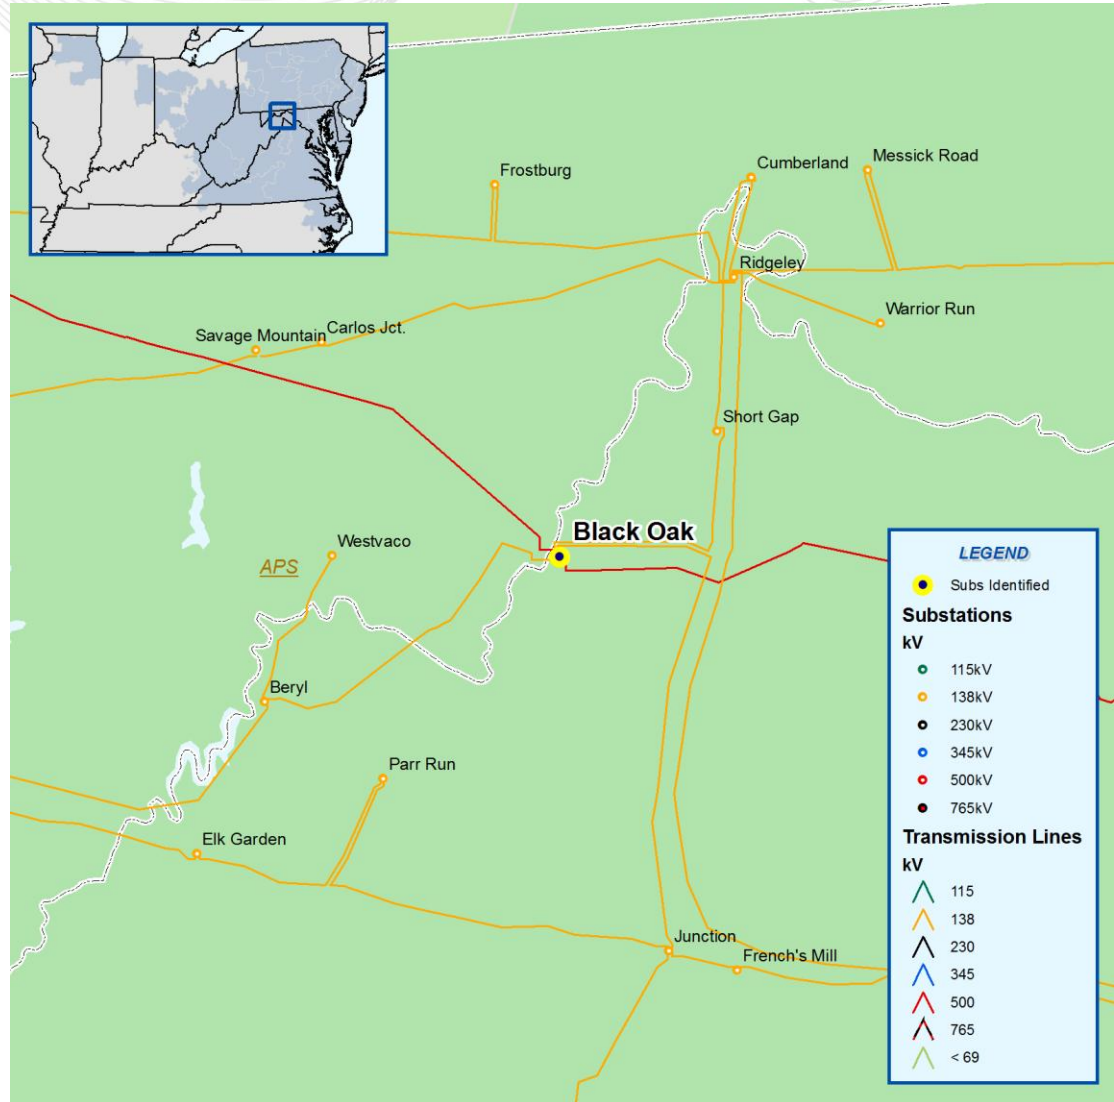 Frostburg
Cumberland
Messick Road
Ridgeley
Warrior Run
Savage Mountain
Carlos Jct.
Short Gap
Black Oak
Westvaco
APS
Beryl
Parr Run
Elk Garden
Junction
French's Mill
LEGEND
Subs Identified
Substations
kV
115kV
138kV
230kV
345kV
500kV
765kV
Transmission Lines
kV
115
138
230
345
500
765
< 69